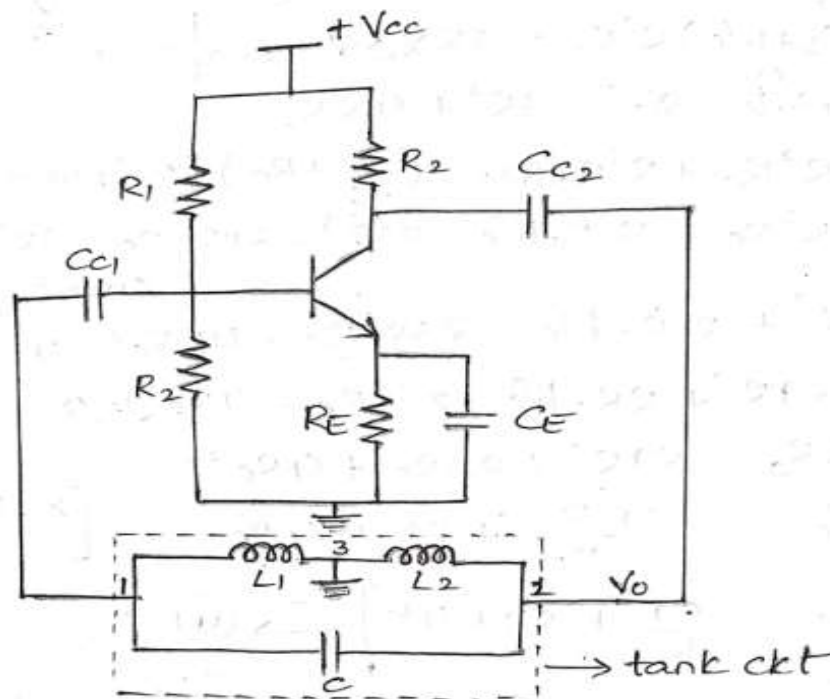 + Vcc
R1
R2
Cc2
Cc1
R2
RE
CE
3
1
L1
L2
2
Vo
C
→ tank ckt